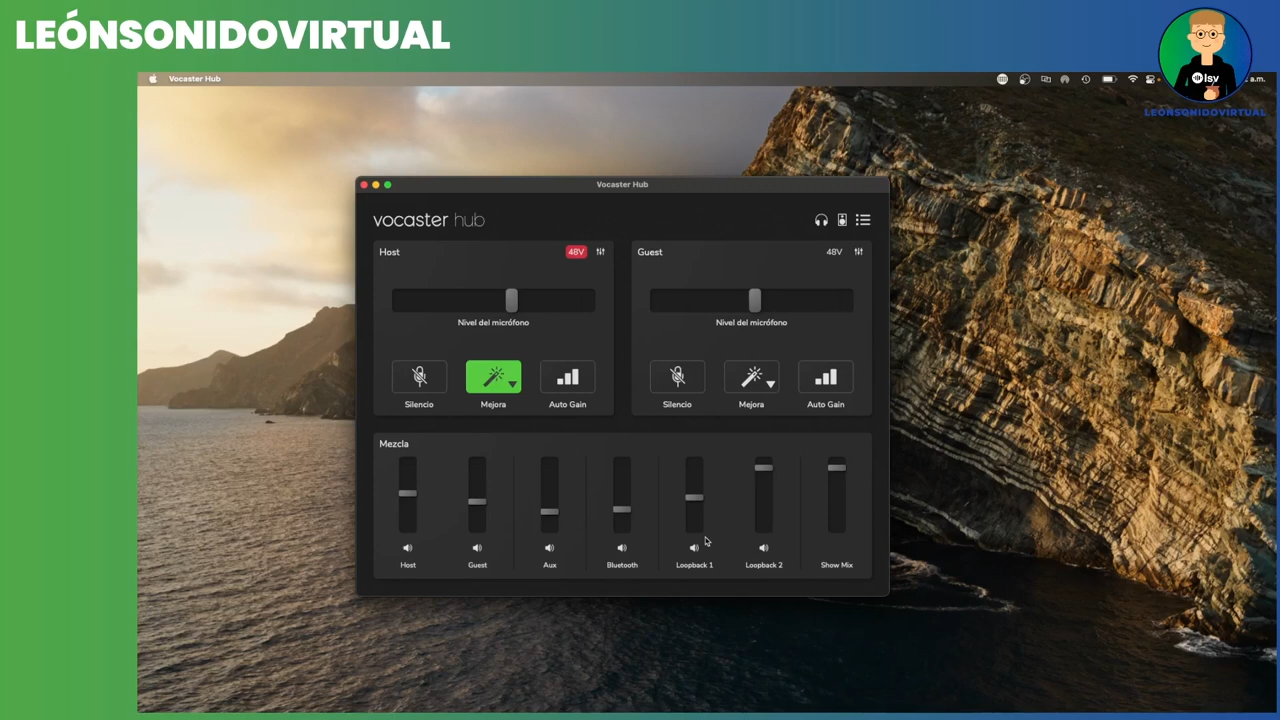 LEÓNSONIDOVIRTUAL
lsv
LEÓNSONIDOVIRTUAL
Vocaster Hub
a.m.
Vocaster Hub
vocaster hub
Host
48V
Guest
48V
Nivel del micrófono
Nivel del micrófono
Silencio
Mejora
Auto Gain
Silencio
Mejora
Auto Gain
Mezcla
Host
Guest
Aux
Bluetooth
Loopback 1
Loopback 2
Show Mix